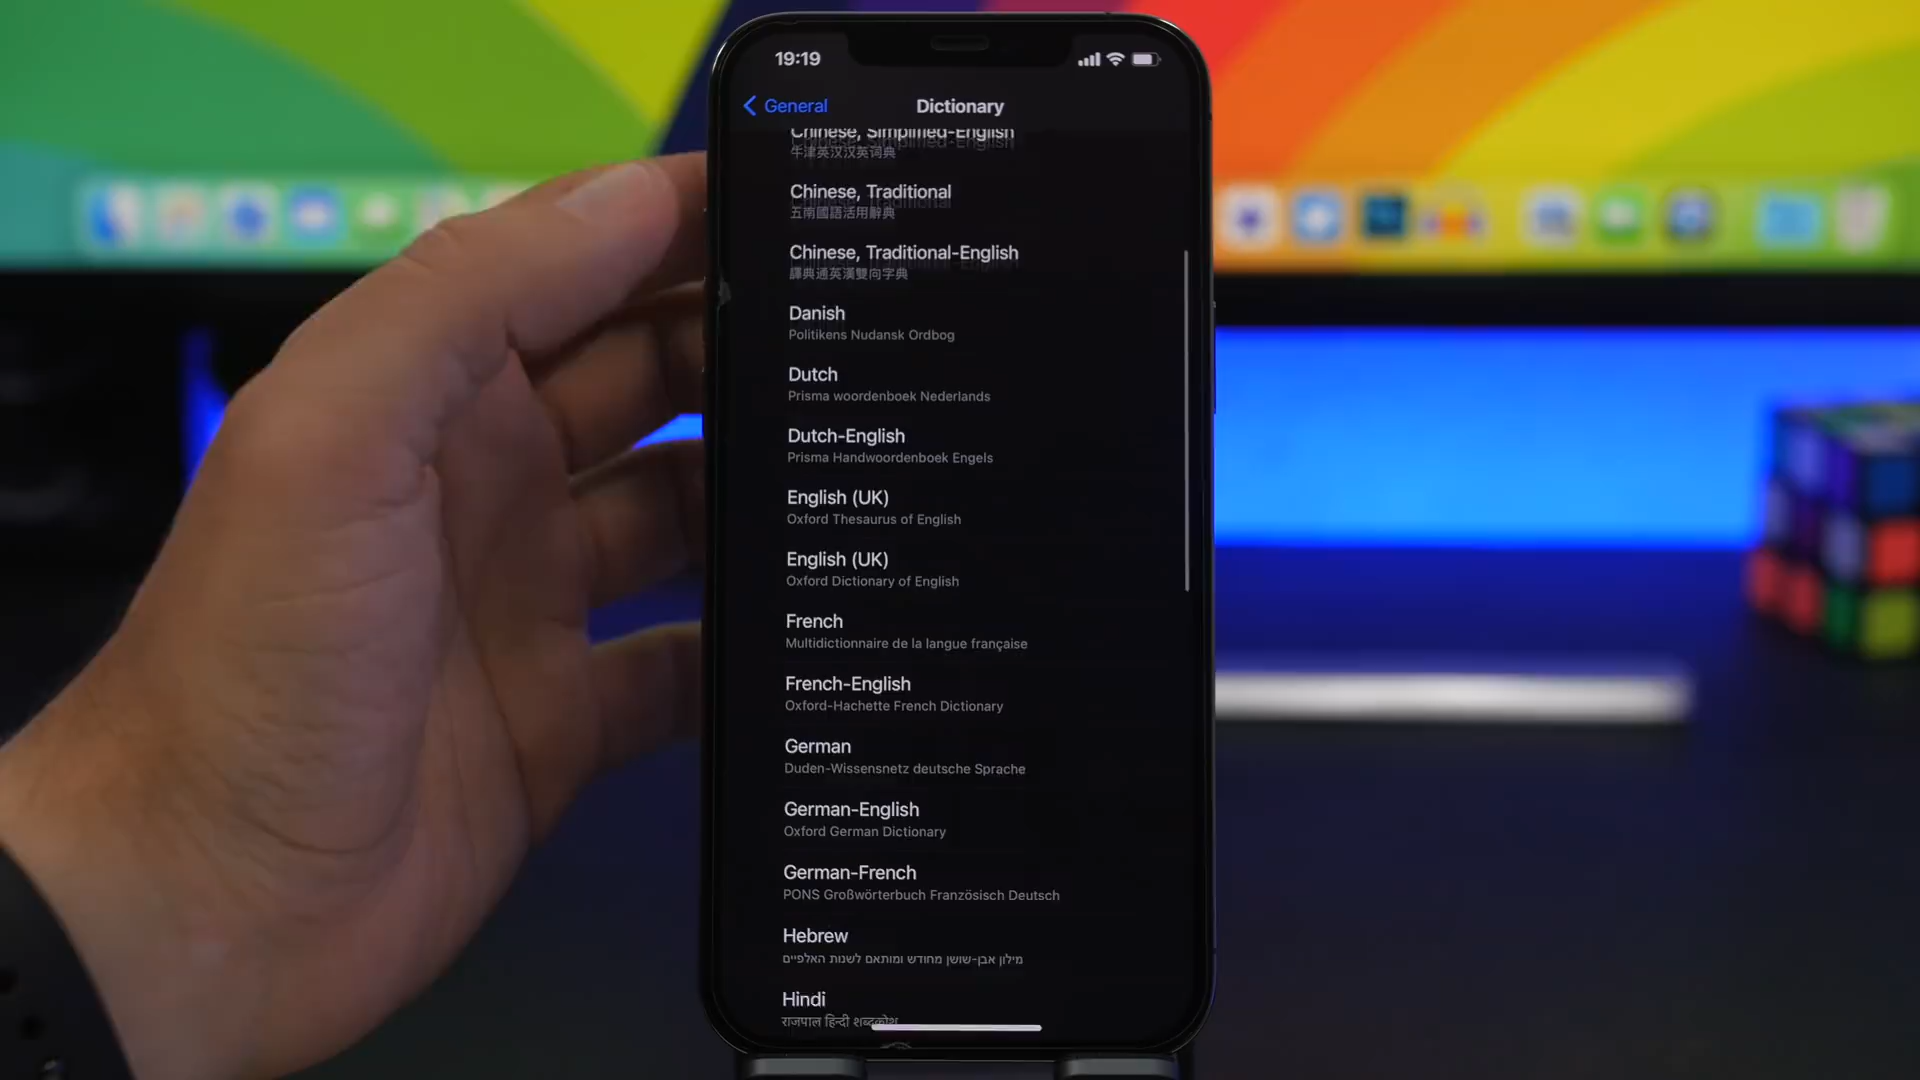 19:19
General
Dictionary
Chinese, Simplified-English
牛津英汉汉英词典
Chinese, Traditional
五南國語活用辭典
Chinese, Traditional-English
譯典通英漢雙向字典
Danish
Politikens Nudansk Ordbog
Dutch
Prisma woordenboek Nederlands
Dutch-English
Prisma Handwoordenboek Engels
English (UK)
Oxford Thesaurus of English
English (UK)
Oxford Dictionary of English
French
Multidictionnaire de la langue française
French-English
Oxford-Hachette French Dictionary
German
Duden-Wissensnetz deutsche Sprache
German-English
Oxford German Dictionary
German-French
PONS Großwörterbuch Französisch Deutsch
Hebrew
מילון אבן-שושן מחודש ומותאם לשנות האלפיים
Hindi
राजपाल हिन्दी शब्दकोश